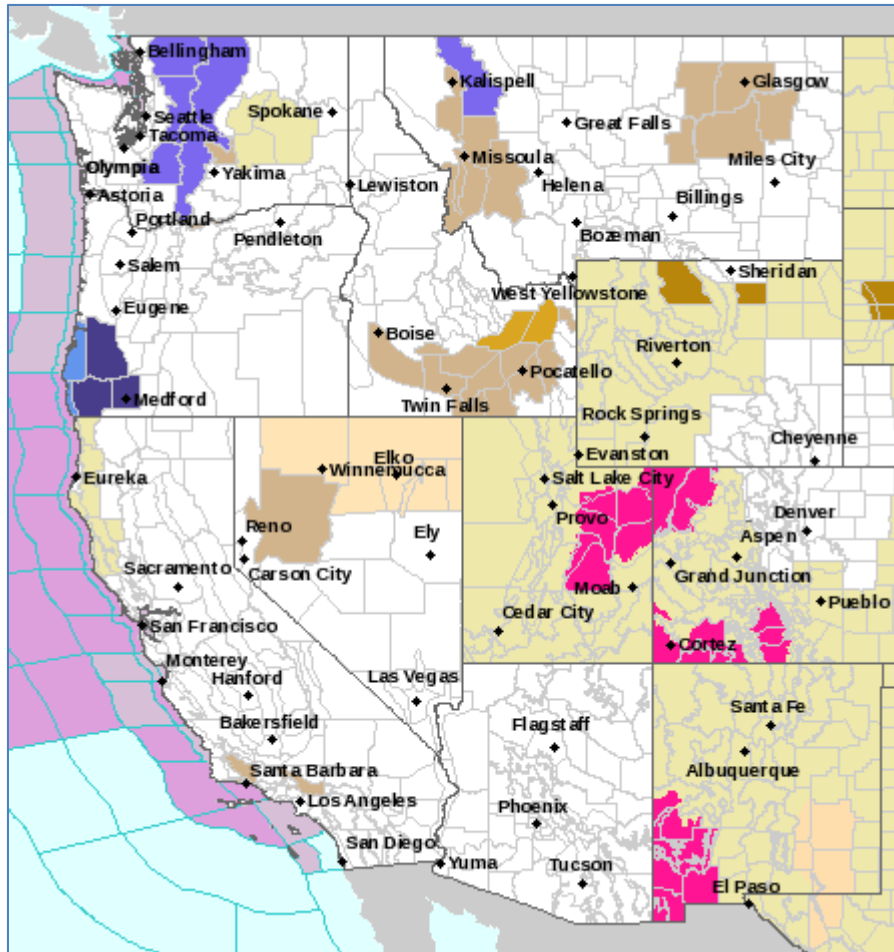 Bellingham
Kalispell
Glasgow
Seattle
Spokane
Great Falls
Tacoma
Olympia
Missoula
Miles City
Yakima
Helena
Astoria
Lewiston
Billings
Portland
Pendleton
Bozeman
Salem
Sheridan
West Yellowstone
Eugene
Boise
Riverton
Pocatello
Medford
Twin Falls
Rock Springs
Cheyenne
Elko
Evanston
Winnemucca
Eureka
Salt Lake City
Provo
Denver
Reno
Ely
Aspen
Sacramento
Carson City
Grand Junction
Moab
Pueblo
Cedar City
San Francisco
Cortez
Monterey
Hanford
Las Vegas
Santa Fe
Bakersfield
Flagstaff
Albuquerque
Santa Barbara
Los Angeles
Phoenix
San Diego
Yuma
Tucson
El Paso